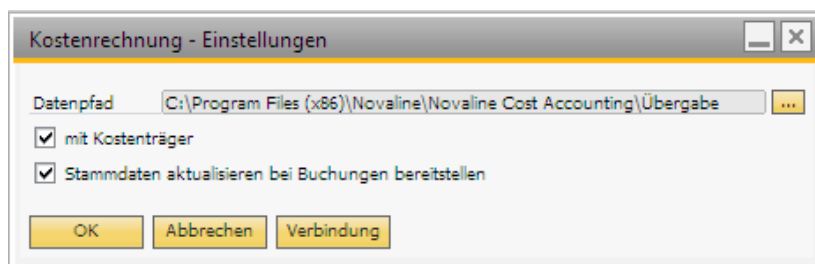 Kostenrechnung - Einstellungen
Datenpfad C:\Program Files (x86)\Novaline\Novaline Cost Accounting\Übergabe ...
mit Kostenträger
Stammdaten aktualisieren bei Buchungen bereitstellen
OK Abbrechen Verbindung